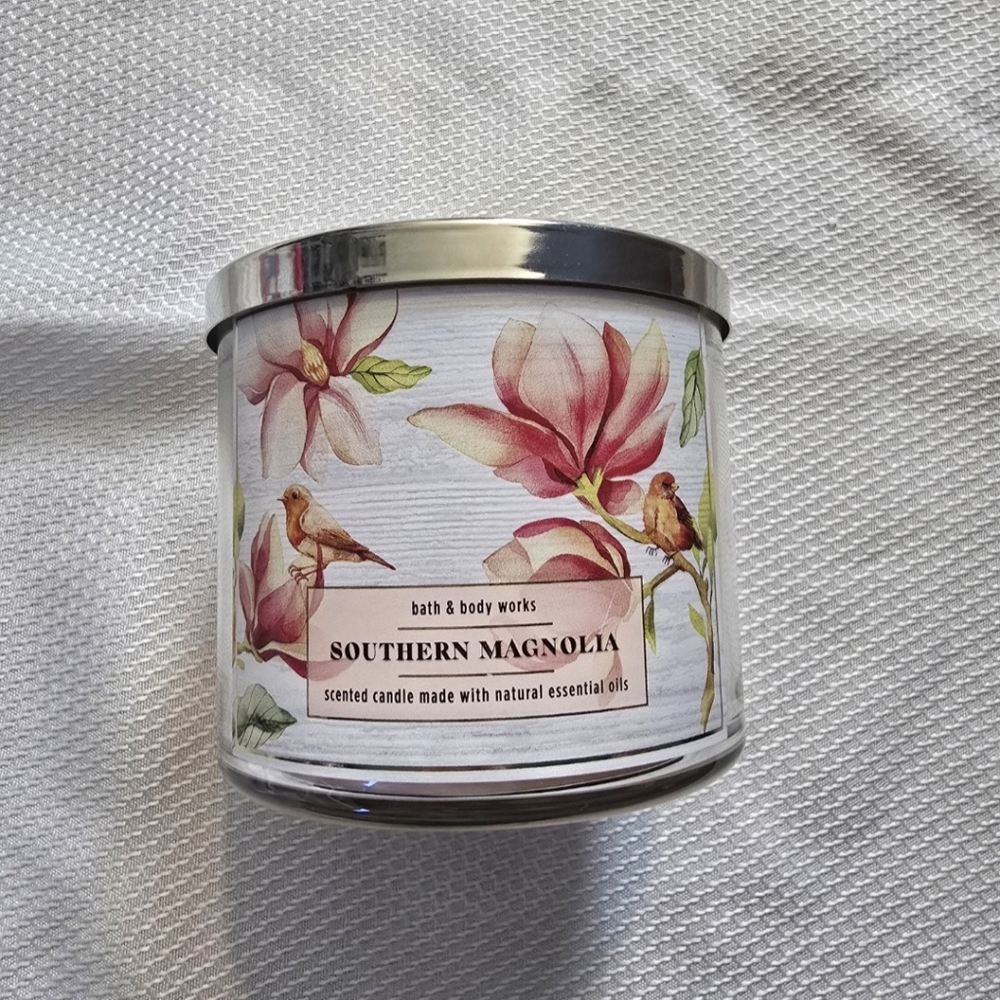 bath & body works
SOUTHERN MAGNOLIA
scented candle made with natural essential oils